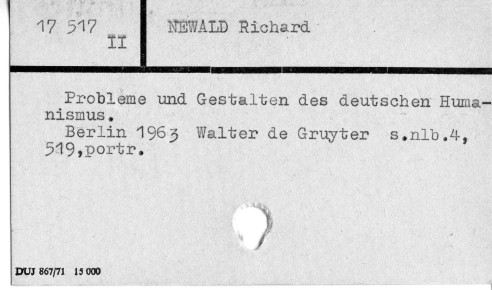 17 517
II
NEWALD Richard
Probleme und Gestalten des deutschen Huma-
nismus.
Berlin 1963 Walter de Gruyter s.nlb.4,
519,portr.
DUJ 867/71 15 000